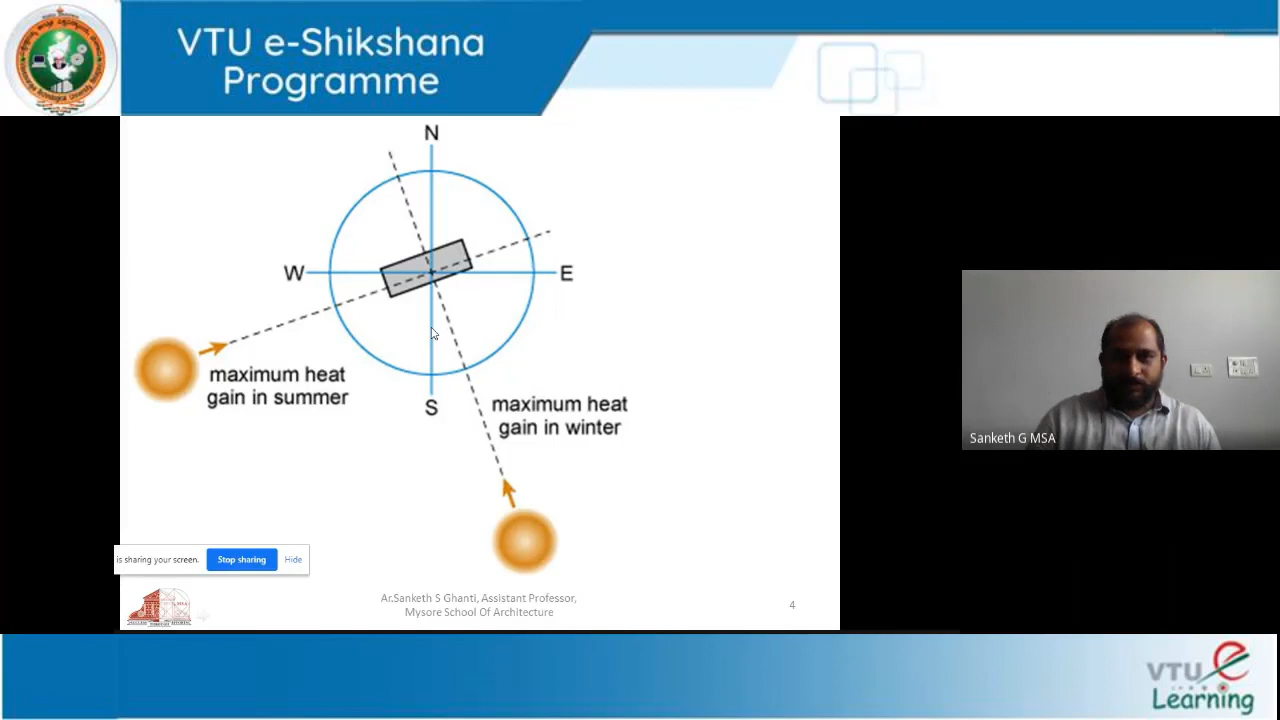 VTU e-Shikshana
Programme
N
W
E
maximum heat
gain in summer
S
maximum heat
gain in winter
is sharing your screen.
Stop sharing
Hide
Sanketh G MSA
Ar.Sanketh S Ghanti, Assistant Professor,
Mysore School Of Architecture
4
VTU e
Learning